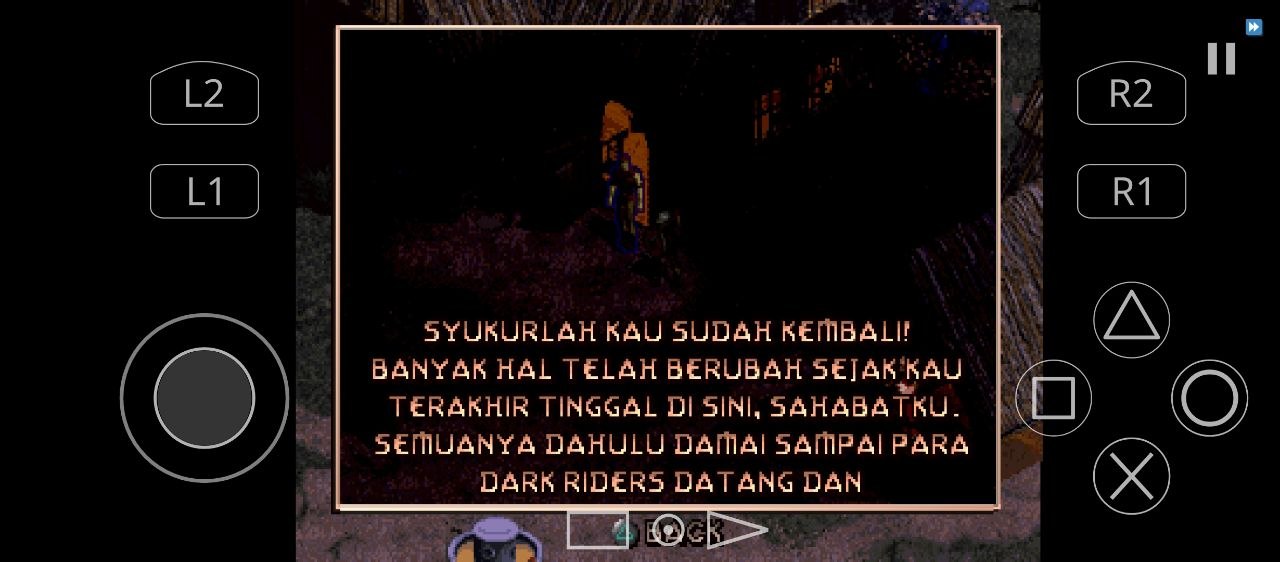 L2
L1
R2
R1
SYUKURLAH KAU SUDAH KEMBALI!
BANYAK HAL TELAH BERUBAH SEJAK KAU
TERAKHIR TINGGAL DI SINI, SAHABATKU.
SEMUANYA DAHULU DAMAI SAMPAI PARA
DARK RIDERS DATANG DAN
BACK